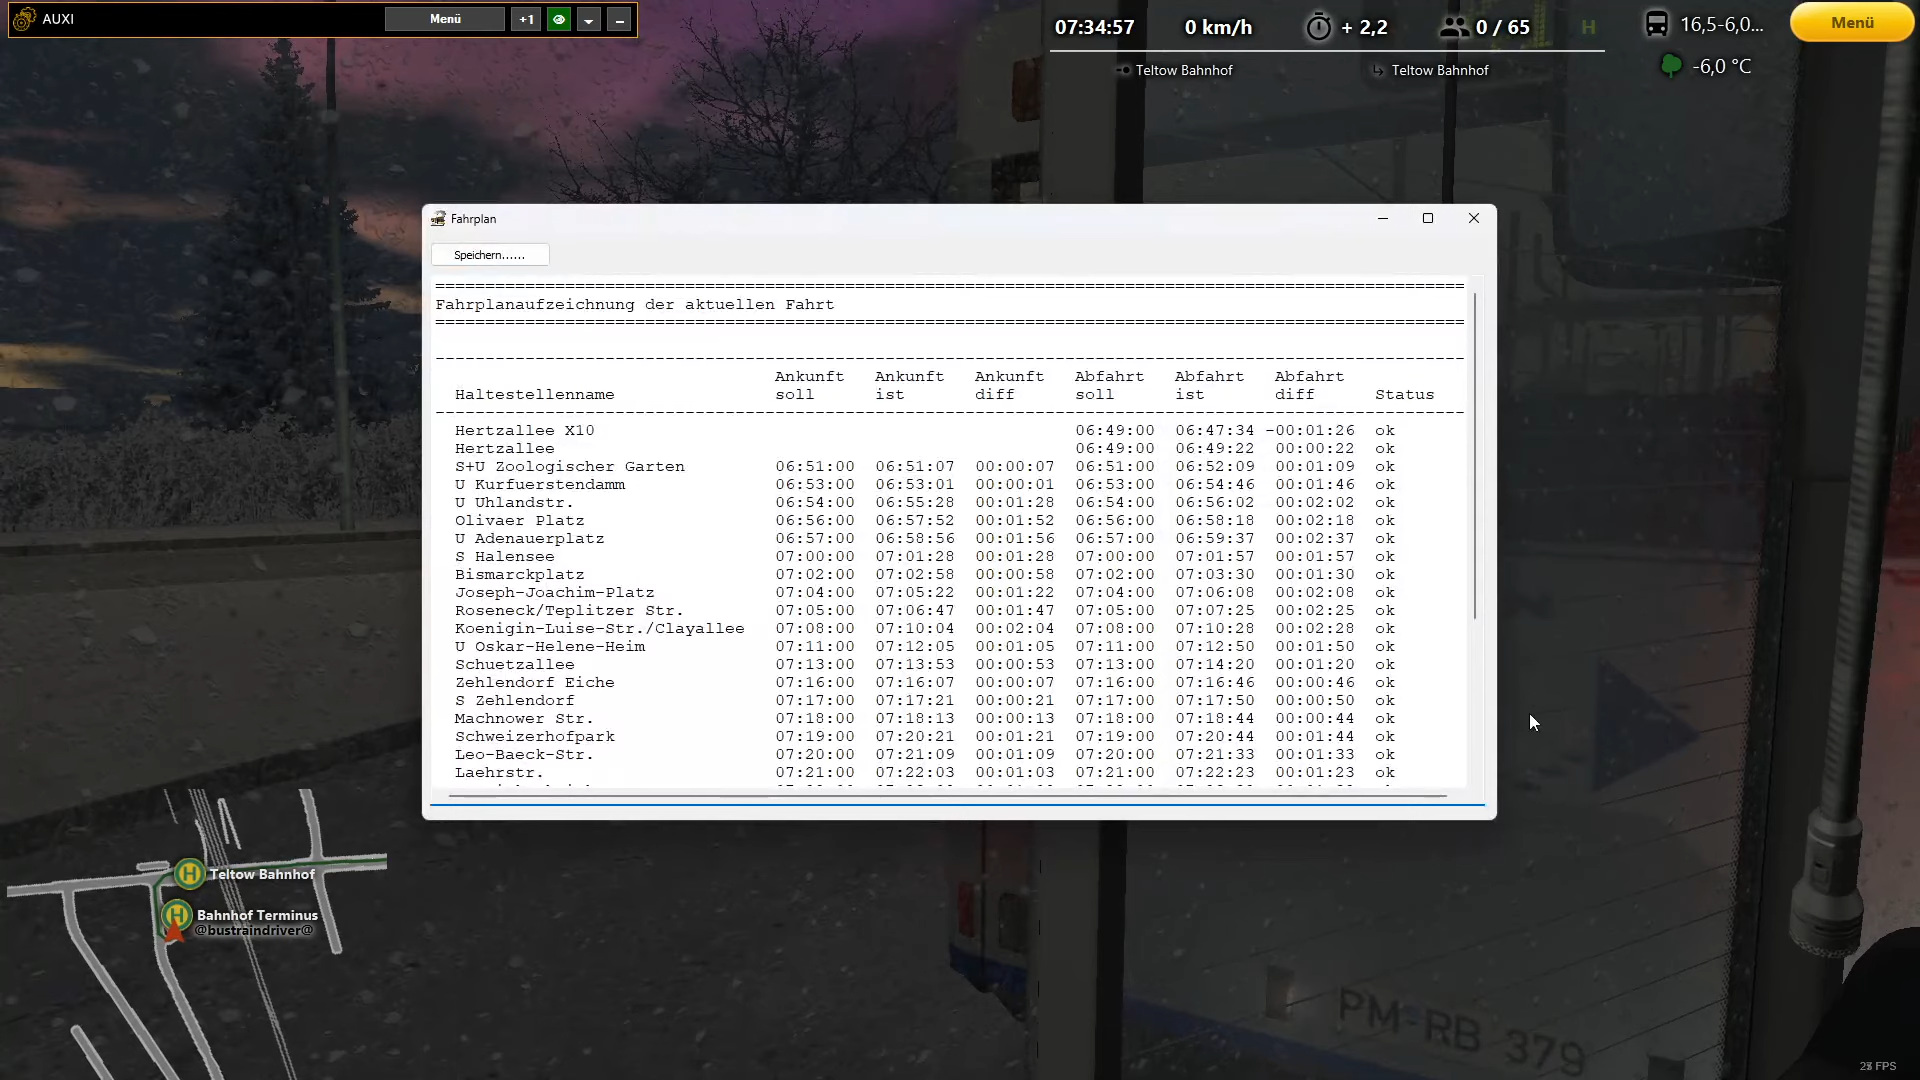 AUXI
Menü
+1
07:34:57
0 km/h
+ 2,2
0 / 65
H
16,5-6,0...
Menü
Teltow Bahnhof
Teltow Bahnhof
-6,0 °C
Fahrplan
Speichern......
Fahrplanaufzeichnung der aktuellen Fahrt
Ankunft Ankunft Ankunft Abfahrt Abfahrt Abfahrt
Haltestellenname soll ist diff soll ist diff Status
Hertzallee X10 06:49:00 06:47:34 -00:01:26 ok
Hertzallee 06:49:00 06:49:22 00:00:22 ok
S+U Zoologischer Garten 06:51:00 06:51:07 00:00:07 06:51:00 06:52:09 00:01:09 ok
U Kurfuerstendamm 06:53:00 06:53:01 00:00:01 06:53:00 06:54:46 00:01:46 ok
U Uhlandstr. 06:54:00 06:55:28 00:01:28 06:54:00 06:56:02 00:02:02 ok
Olivaer Platz 06:56:00 06:57:52 00:01:52 06:56:00 06:58:18 00:02:18 ok
U Adenauerplatz 06:57:00 06:58:56 00:01:56 06:57:00 06:59:37 00:02:37 ok
S Halensee 07:00:00 07:01:28 00:01:28 07:00:00 07:01:57 00:01:57 ok
Bismarckplatz 07:02:00 07:02:58 00:00:58 07:02:00 07:03:30 00:01:30 ok
Joseph-Joachim-Platz 07:04:00 07:05:22 00:01:22 07:04:00 07:06:08 00:02:08 ok
Roseneck/Teplitzer Str. 07:05:00 07:06:47 00:01:47 07:05:00 07:07:25 00:02:25 ok
Koenigin-Luise-Str./Clayallee 07:08:00 07:10:04 00:02:04 07:08:00 07:10:28 00:02:28 ok
U Oskar-Helene-Heim 07:11:00 07:12:05 00:01:05 07:11:00 07:12:50 00:01:50 ok
Schuetzallee 07:13:00 07:13:53 00:00:53 07:13:00 07:14:20 00:01:20 ok
Zehlendorf Eiche 07:16:00 07:16:07 00:00:07 07:16:00 07:16:46 00:00:46 ok
S Zehlendorf 07:17:00 07:17:21 00:00:21 07:17:00 07:17:50 00:00:50 ok
Machnower Str. 07:18:00 07:18:13 00:00:13 07:18:00 07:18:44 00:00:44 ok
Schweizerhofpark 07:19:00 07:20:21 00:01:21 07:19:00 07:20:44 00:01:44 ok
Leo-Baeck-Str. 07:20:00 07:21:09 00:01:09 07:20:00 07:21:33 00:01:33 ok
Laehrstr. 07:21:00 07:22:03 00:01:03 07:21:00 07:22:23 00:01:23 ok
H Teltow Bahnhof
H Bahnhof Terminus
@bustraindriver@
PM-RB 379
FPS